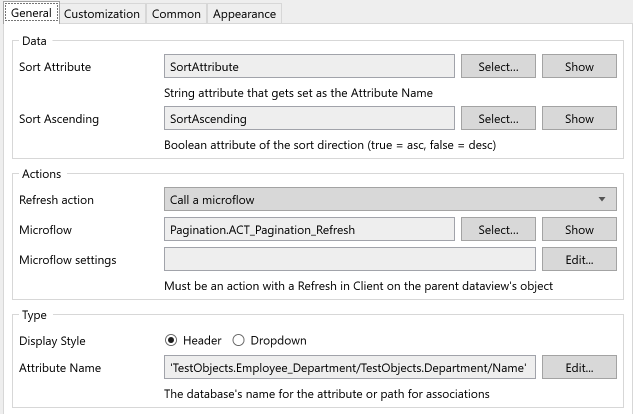 General Customization Common Appearance
Data
Sort Attribute SortAttribute Select... Show
String attribute that gets set as the Attribute Name
Sort Ascending SortAscending Select... Show
Boolean attribute of the sort direction (true = asc, false = desc)
Actions
Refresh action Call a microflow
Microflow Pagination.ACT_Pagination_Refresh Select... Show
Microflow settings Edit...
Must be an action with a Refresh in Client on the parent dataview's object
Type
Display Style Header Dropdown
Attribute Name 'TestObjects.Employee_Department/TestObjects.Department/Name' Edit...
The database's name for the attribute or path for associations